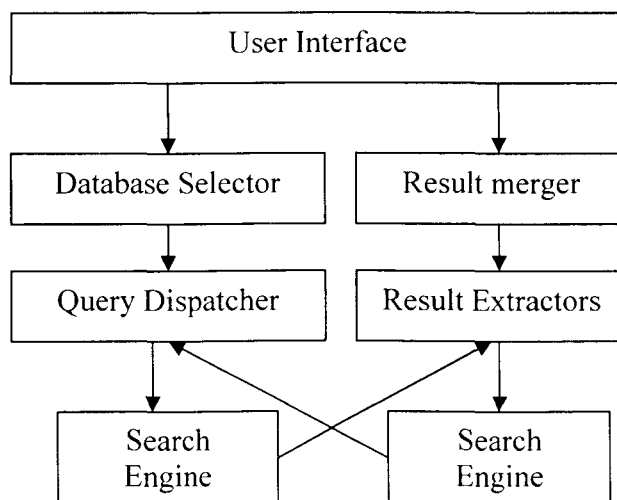 User Interface
Database Selector
Result merger
Query Dispatcher
Result Extractors
Search
Engine
Search
Engine